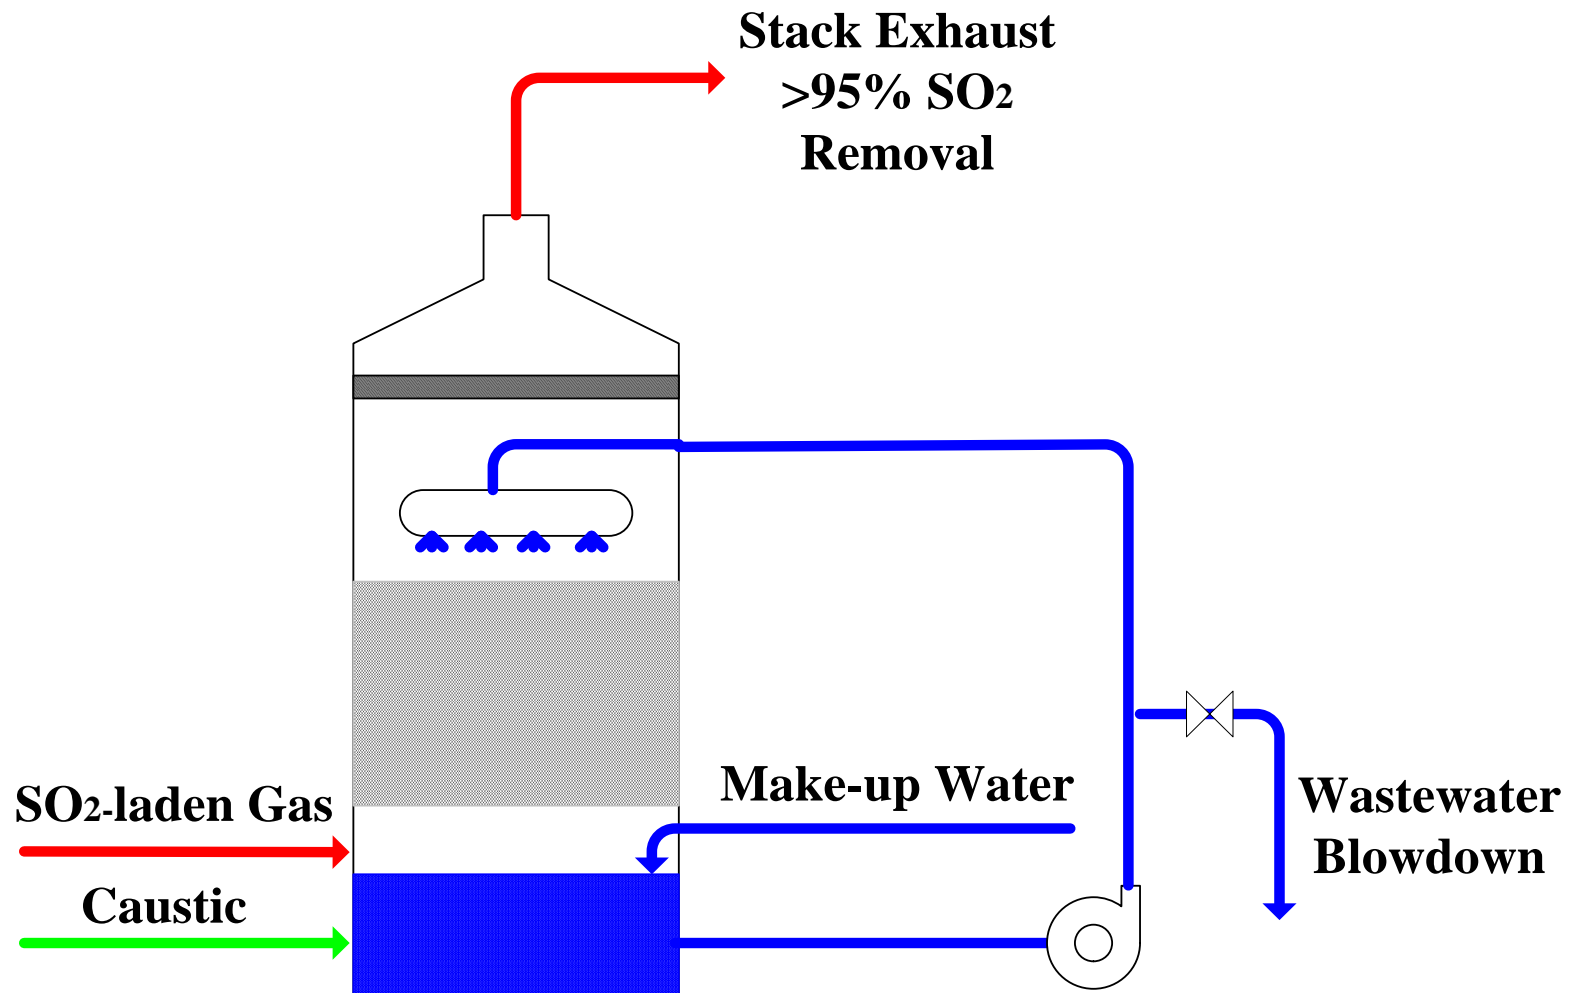 Stack Exhaust
>95% SO2
Removal
SO2-laden Gas
Make-up Water
Wastewater
Blowdown
Caustic